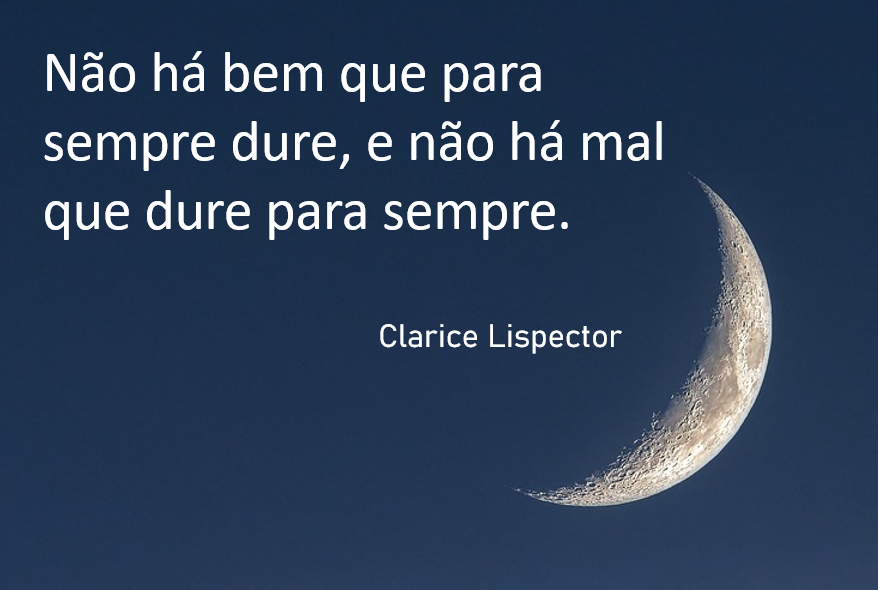 Não há bem que para
sempre dure, e não há mal
que dure para sempre.
Clarice Lispector